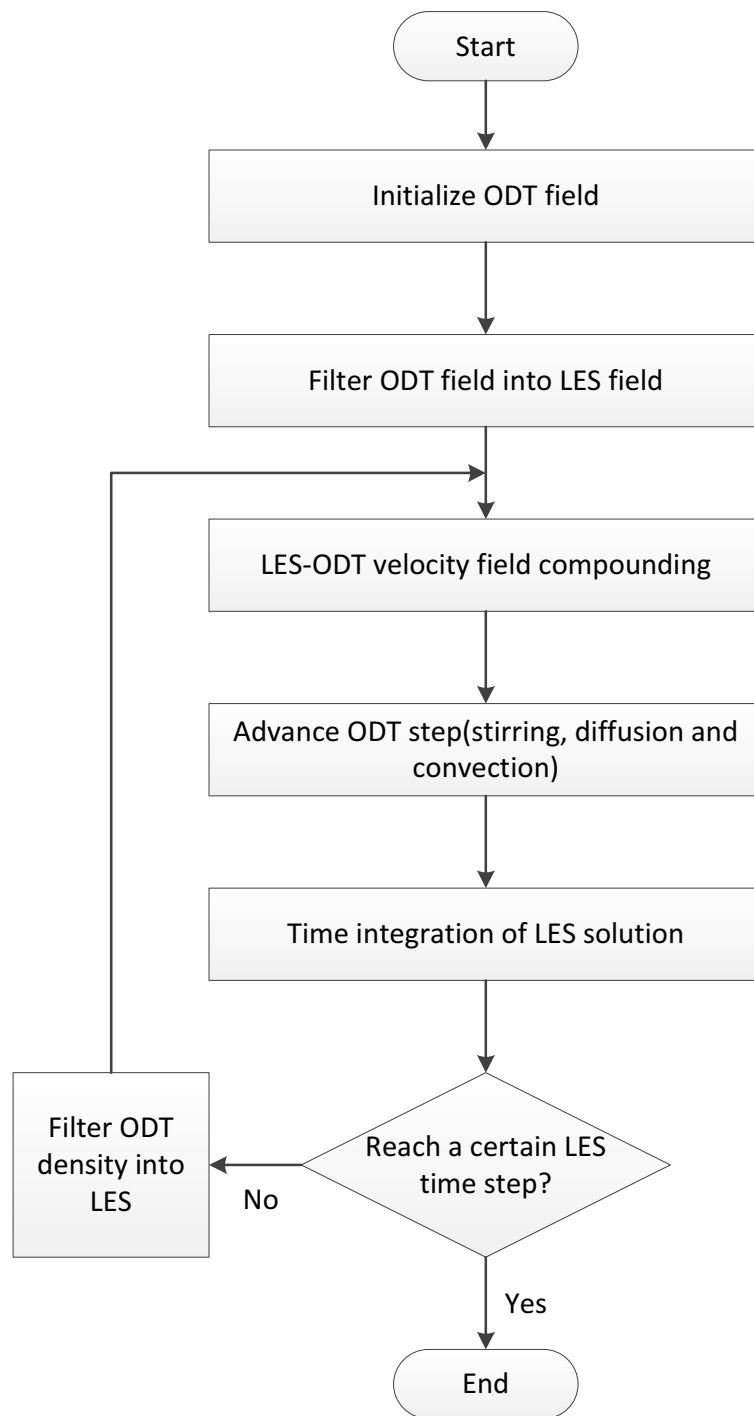 Start
Initialize ODT field
Filter ODT field into LES field
LES-ODT velocity field compounding
Advance ODT step(stirring, diffusion and
convection)
Time integration of LES solution
Reach a certain LES
time step?
No
Filter ODT
density into
LES
Yes
End